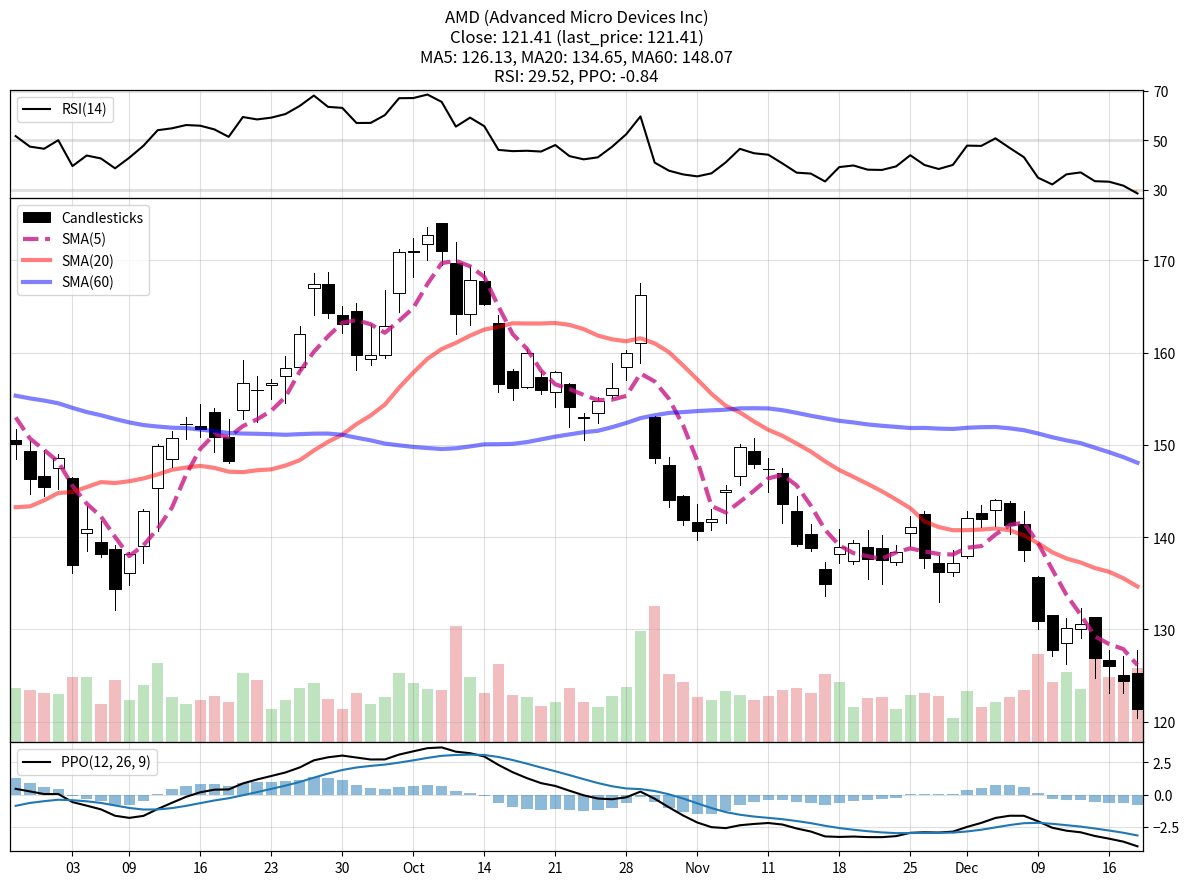 AMD (Advanced Micro Devices Inc)
Close: 121.41 (last_price: 121.41)
MA5: 126.13, MA20: 134.65, MA60: 148.07
RSI: 29.52, PPO: -0.84
RSI(14)
70
50
30
Candlesticks
SMA(5)
SMA(20)
SMA(60)
170
160
150
140
130
120
PPO(12, 26, 9)
2.5
0.0
−2.5
03 09 16 23 30 Oct 14 21 28 Nov 11 18 25 Dec 09 16